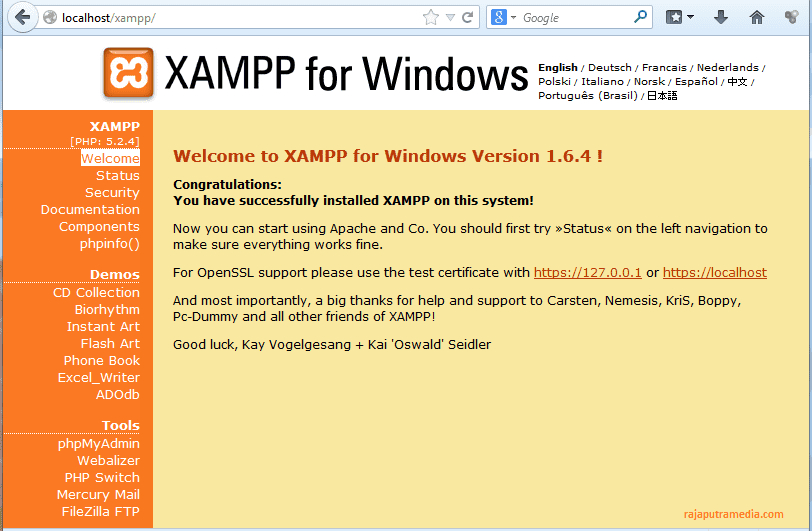 localhost/xampp/
Google
XAMPP for Windows
English / Deutsch / Francais / Nederlands /
Polski / Italiano / Norsk / Español / 中文 /
Português (Brasil) / 日本語
XAMPP
[PHP: 5.2.4]
Welcome
Status
Security
Documentation
Components
phpinfo()
Demos
CD Collection
Biorhythm
Instant Art
Flash Art
Phone Book
Excel_Writer
ADOdb
Tools
phpMyAdmin
Webalizer
PHP Switch
Mercury Mail
FileZilla FTP
Welcome to XAMPP for Windows Version 1.6.4 !
Congratulations:
You have successfully installed XAMPP on this system!
Now you can start using Apache and Co. You should first try »Status« on the left navigation to
make sure everything works fine.
For OpenSSL support please use the test certificate with https://127.0.0.1 or https://localhost
And most importantly, a big thanks for help and support to Carsten, Nemesis, KriS, Boppy,
Pc-Dummy and all other friends of XAMPP!
Good luck, Kay Vogelgesang + Kai 'Oswald' Seidler
rajaputramedia.com